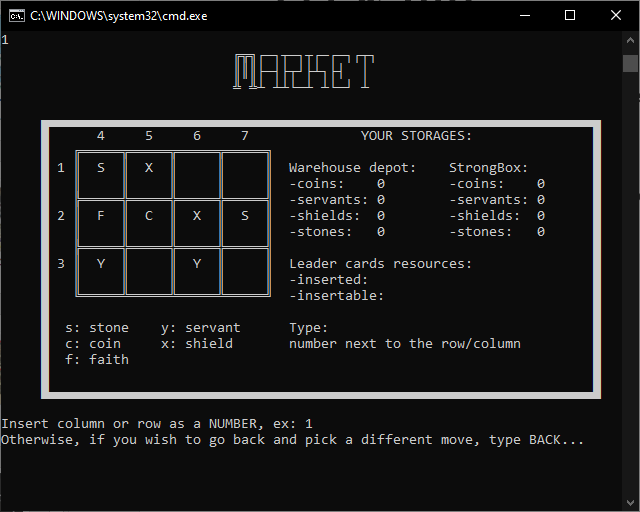 C:\WINDOWS\system32\cmd.exe
1
MARKET
4 5 6 7 YOUR STORAGES:
1 S X Warehouse depot: StrongBox:
-coins: 0 -coins: 0
-servants: 0 -servants: 0
2 F C X S -shields: 0 -shields: 0
-stones: 0 -stones: 0
3 Y Y Leader cards resources:
-inserted:
-insertable:
s: stone y: servant Type:
c: coin x: shield number next to the row/column
f: faith
Insert column or row as a NUMBER, ex: 1
Otherwise, if you wish to go back and pick a different move, type BACK...